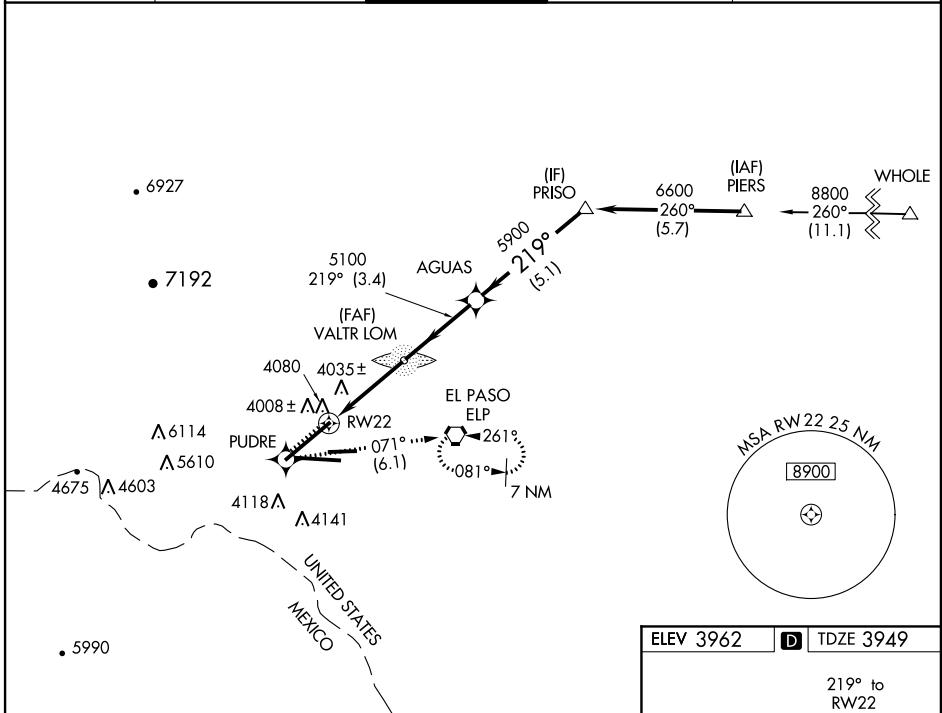 6927
7192
(IF)
PRISO
6600
260°
(5.7)
(IAF)
PIERS
8800
260°
(11.1)
WHOLE
5900
219°
(5.1)
5100
219° (3.4)
AGUAS
(FAF)
VALTR LOM
4080
4035±
4008±
RW22
EL PASO
ELP
261°
071°
(6.1)
081°
7 NM
PUDRE
6114
5610
4675
4603
4118
4141
UNITED STATES
MEXICO
5990
MSA RW 22 25 NM
8900
ELEV 3962 D TDZE 3949
219° to
RW22